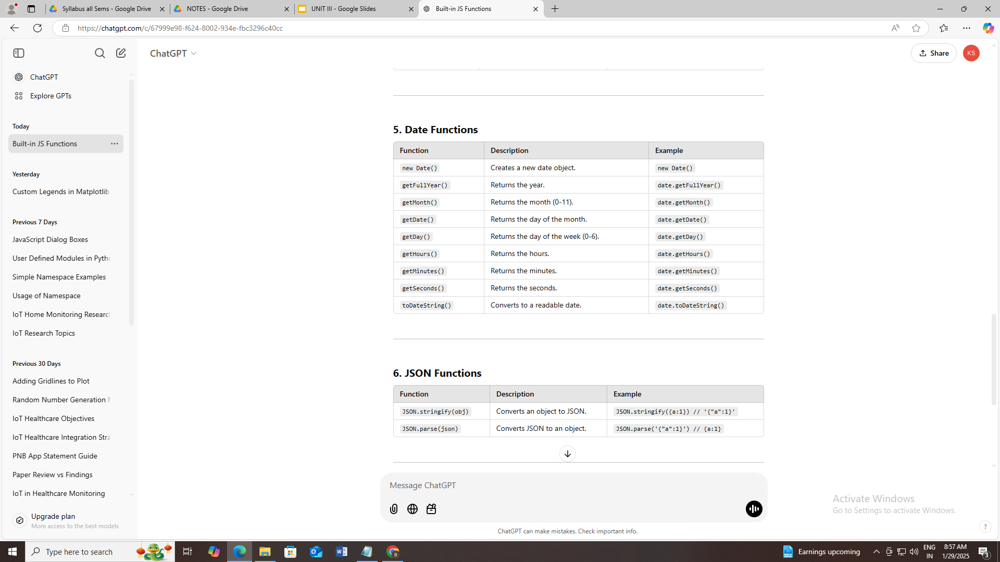 Syllabus all Sems - Google Drive
NOTES - Google Drive
UNIT III - Google Slides
Built-in JS Functions
https://chatgpt.com/c/67999e98-f624-8002-934e-fbc3296c40cc
ChatGPT
Share
KS
ChatGPT
Explore GPTs
Today
Built-in JS Functions
Yesterday
Custom Legends in Matplotlib
Previous 7 Days
JavaScript Dialog Boxes
User Defined Modules in Pytho
Simple Namespace Examples
Usage of Namespace
IoT Home Monitoring Research
IoT Research Topics
Previous 30 Days
Adding Gridlines to Plot
Random Number Generation M
IoT Healthcare Objectives
IoT Healthcare Integration Stra
PNB App Statement Guide
Paper Review vs Findings
IoT in Healthcare Monitoring
Upgrade plan
More access to the best models
5. Date Functions
Function Description Example
new Date() Creates a new date object. new Date()
getFullYear() Returns the year. date.getFullYear()
getMonth() Returns the month (0-11). date.getMonth()
getDate() Returns the day of the month. date.getDate()
getDay() Returns the day of the week (0-6). date.getDay()
getHours() Returns the hours. date.getHours()
getMinutes() Returns the minutes. date.getMinutes()
getSeconds() Returns the seconds. date.getSeconds()
toDateString() Converts to a readable date. date.toDateString()
6. JSON Functions
Function Description Example
JSON.stringify(obj) Converts an object to JSON. JSON.stringify({a:1}) // '{"a":1}'
JSON.parse(json) Converts JSON to an object. JSON.parse('{"a":1}') // {a:1}
Message ChatGPT
ChatGPT can make mistakes. Check important info.
Activate Windows
Go to Settings to activate Windows.
?
Type here to search
Earnings upcoming
ENG
IN
8:57 AM
1/29/2025
3